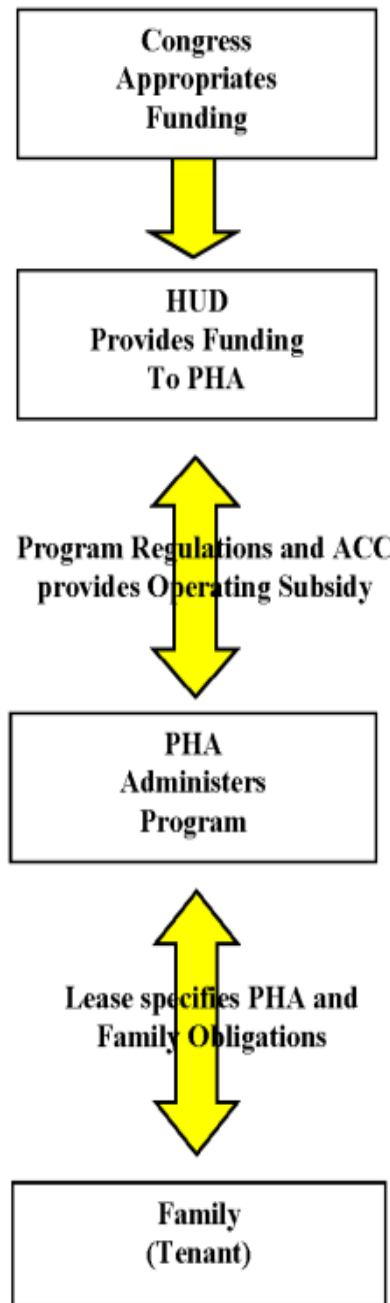 Congress
Appropriates
Funding
HUD
Provides Funding
To PHA
Program Regulations and ACC
provides Operating Subsidy
PHA
Administers
Program
Lease specifies PHA and
Family Obligations
Family
(Tenant)